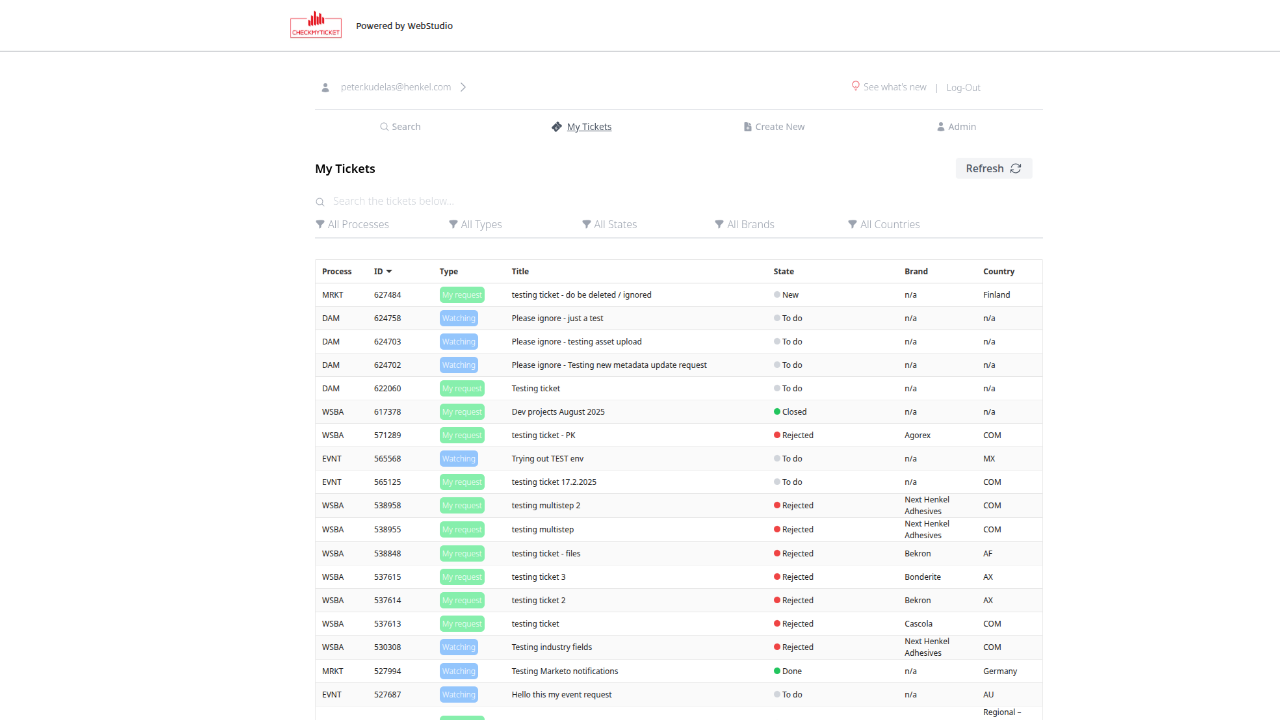 CHECKMYTICKET
Powered by WebStudio
peter.kudelas@henkel.com
See what's new | Log-Out
Search My Tickets Create New Admin
My Tickets Refresh
Search the tickets below...
All Processes All Types All States All Brands All Countries
Process ID Type Title State Brand Country
MRKT 627484 My request testing ticket - do be deleted / ignored New n/a Finland
DAM 624758 Watching Please ignore - just a test To do n/a n/a
DAM 624703 Watching Please ignore - testing asset upload To do n/a n/a
DAM 624702 Watching Please ignore - Testing new metadata update request To do n/a n/a
DAM 622060 My request Testing ticket To do n/a n/a
WSBA 617378 My request Dev projects August 2025 Closed n/a n/a
WSBA 571289 My request testing ticket - PK Rejected Agorex COM
EVNT 565568 Watching Trying out TEST env To do n/a MX
EVNT 565125 My request testing ticket 17.2.2025 To do n/a COM
WSBA 538958 My request testing multistep 2 Rejected Next Henkel Adhesives COM
WSBA 538955 My request testing multistep Rejected Next Henkel Adhesives COM
WSBA 538848 My request testing ticket - files Rejected Bekron AF
WSBA 537615 My request testing ticket 3 Rejected Bonderite AX
WSBA 537614 My request testing ticket 2 Rejected Bekron AX
WSBA 537613 My request testing ticket Rejected Cascola COM
WSBA 530308 Watching Testing industry fields Rejected Next Henkel Adhesives COM
MRKT 527994 Watching Testing Marketo notifications Done n/a Germany
EVNT 527687 Watching Hello this my event request To do n/a AU
Regional –